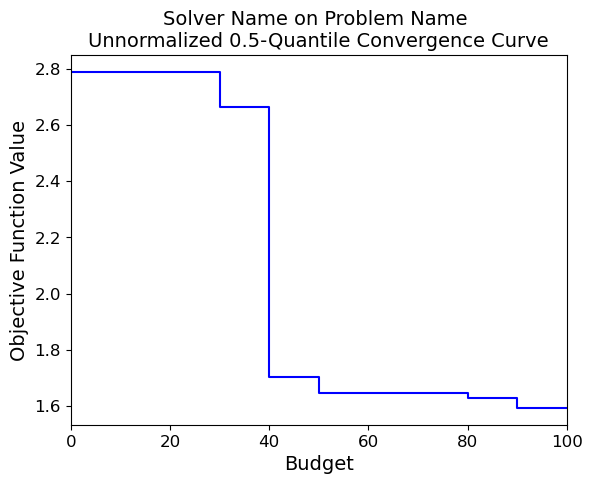 Solver Name on Problem Name
Unnormalized 0.5-Quantile Convergence Curve
Objective Function Value
2.8
2.6
2.4
2.2
2.0
1.8
1.6
0 20 40 60 80 100
Budget